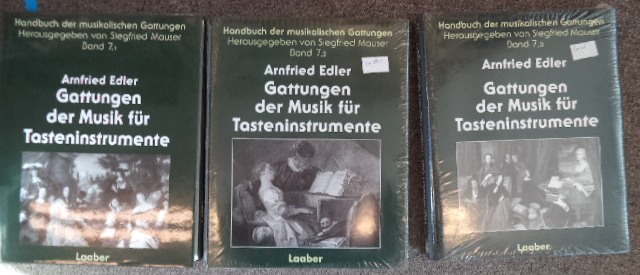 Handbuch der musikalischen Gattungen
Herausgegeben von Siegfried Mauser
Band 7,1
Arnfried Edler
Gattungen
der Musik für
Tasteninstrumente
Laaber
Handbuch der musikalischen Gattungen
Herausgegeben von Siegfried Mauser
Band 7,2
Arnfried Edler
Gattungen
der Musik für
Tasteninstrumente
Laaber
Handbuch der musikalischen Gattungen
Herausgegeben von Siegfried Mauser
Band 7,3
Arnfried Edler
Gattungen
der Musik für
Tasteninstrumente
Laaber